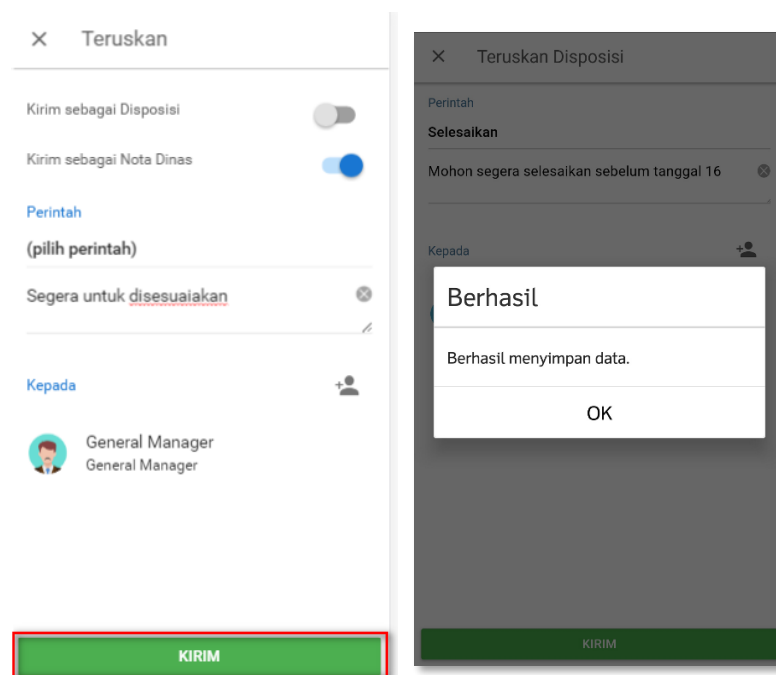 Teruskan
Kirim sebagai Disposisi
Kirim sebagai Nota Dinas
Perintah
(pilih perintah)
Segera untuk disesuaiakan
Kepada
General Manager
General Manager
KIRIM
Teruskan Disposisi
Perintah
Selesaikan
Mohon segera selesaikan sebelum tanggal 16
Kepada
Berhasil
Berhasil menyimpan data.
OK
KIRIM